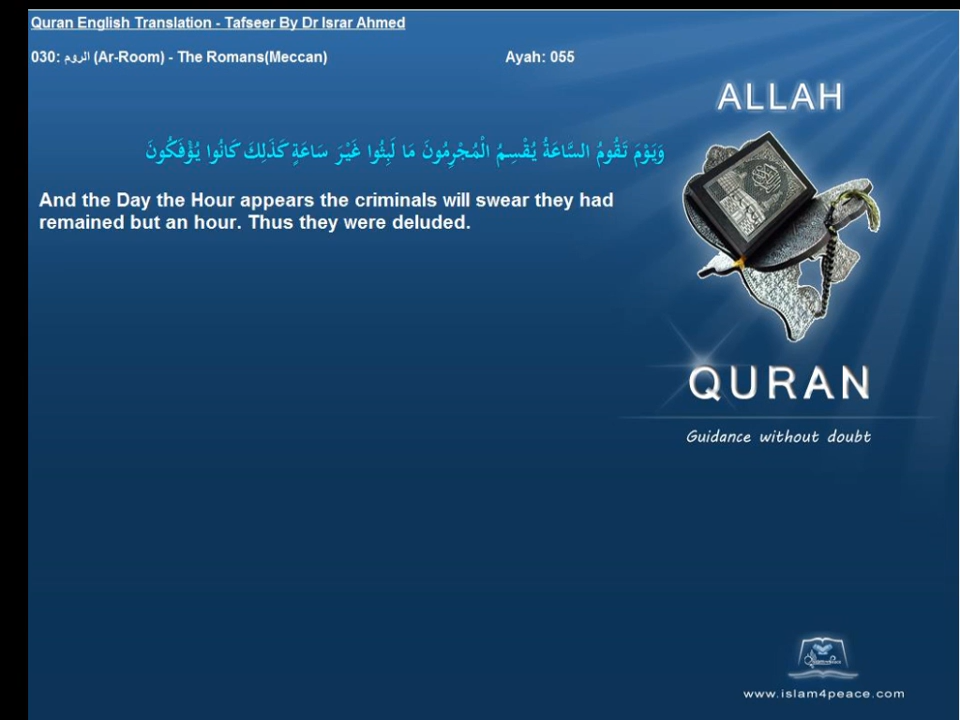 Quran English Translation - Tafseer By Dr Israr Ahmed
030: الروم (Ar-Room) - The Romans(Meccan) Ayah: 055
ALLAH
وَيَوْمَ تَقُومُ السَّاعَةُ يُقْسِمُ الْمُجْرِمُونَ مَا لَبِثُوا غَيْرَ سَاعَةٍ كَذَلِكَ كَانُوا يُؤْفَكُونَ
And the Day the Hour appears the criminals will swear they had
remained but an hour. Thus they were deluded.
QURAN
Guidance without doubt
www.islam4peace.com